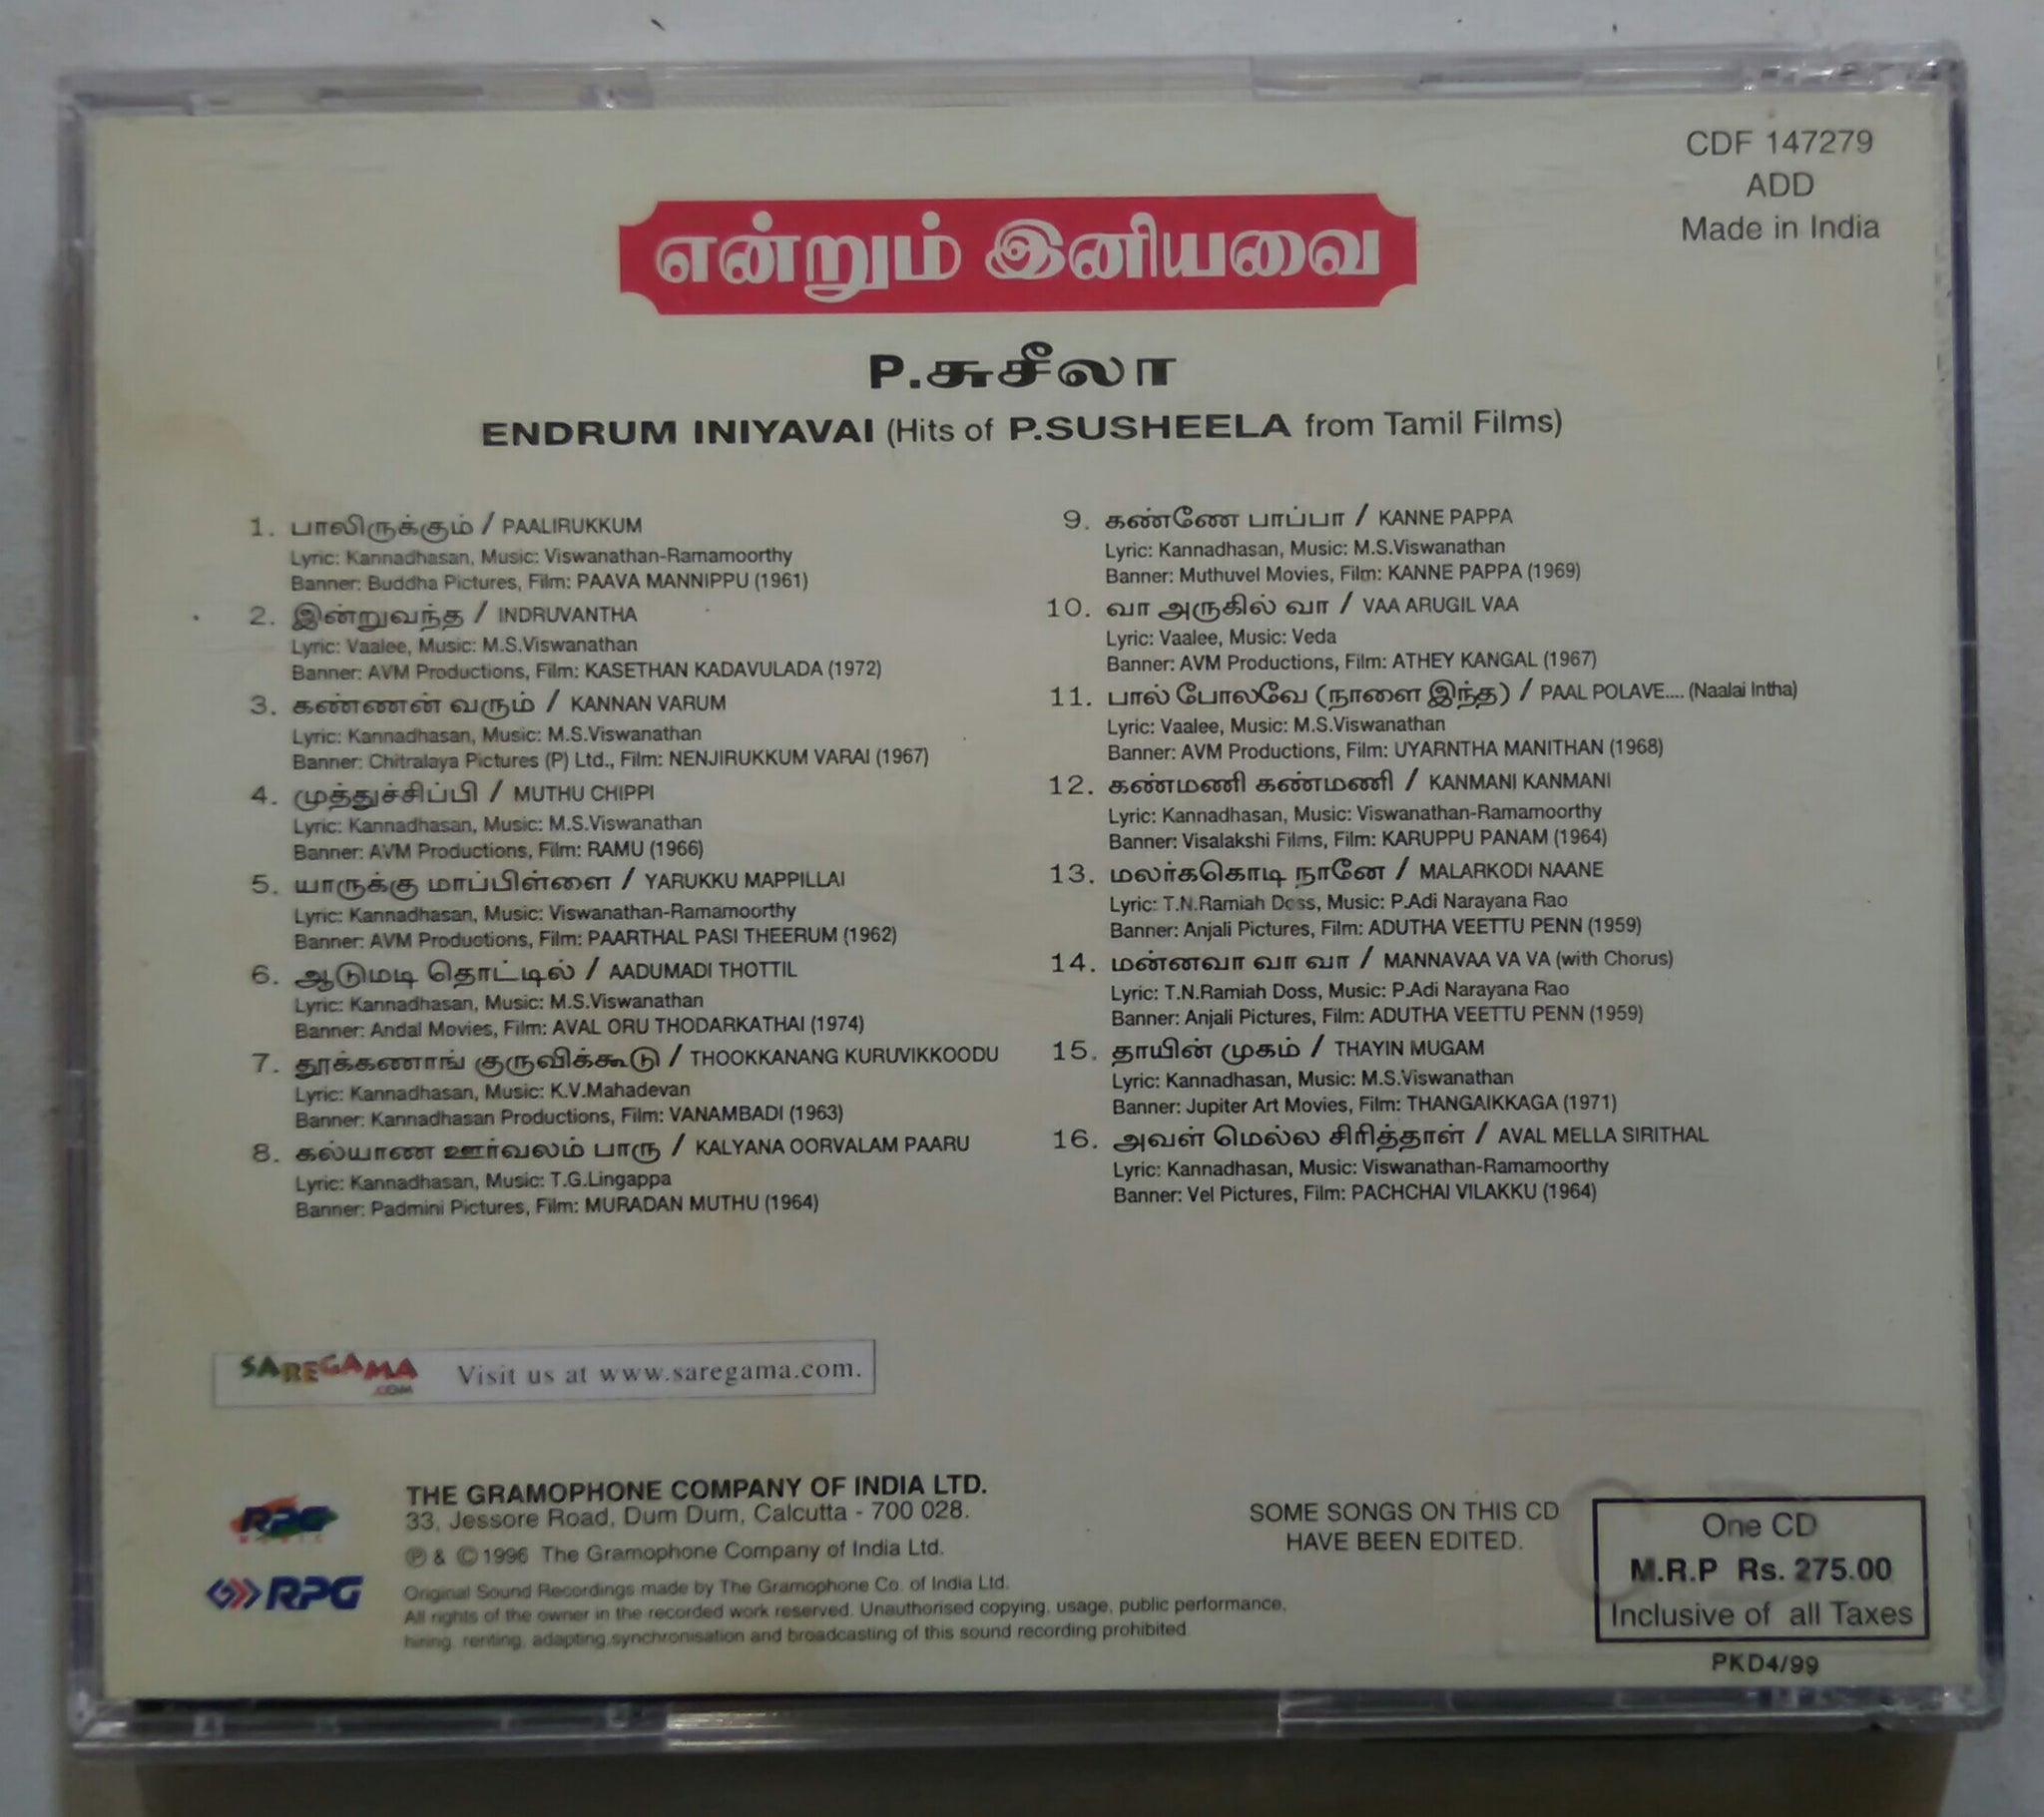 CDF 147279
ADD
Made in India
என்றும் இனியவை
P.சுசீலா
ENDRUM INIYAVAI (Hits of P.SUSHEELA from Tamil Films)
1. பாலிருக்கும் / PAALIRUKKUM
Lyric: Kannadhasan, Music: Viswanathan-Ramamoorthy
Banner: Buddha Pictures, Film: PAAVA MANNIPPU (1961)
2. இன்றுவந்த / INDRUVANTHA
Lyric: Vaalee, Music: M.S.Viswanathan
Banner: AVM Productions, Film: KASETHAN KADAVULADA (1972)
3. கண்ணன் வரும் / KANNAN VARUM
Lyric: Kannadhasan, Music: M.S.Viswanathan
Banner: Chitralaya Pictures (P) Ltd., Film: NENJIRUKKUM VARAI (1967)
4. முத்துச்சிப்பி / MUTHU CHIPPI
Lyric: Kannadhasan, Music: M.S.Viswanathan
Banner: AVM Productions, Film: RAMU (1966)
5. யாருக்கு மாப்பிள்ளை / YARUKKU MAPPILLAI
Lyric: Kannadhasan, Music: Viswanathan-Ramamoorthy
Banner: AVM Productions, Film: PAARTHAL PASI THEERUM (1962)
6. ஆடுமடி தொட்டில் / AADUMADI THOTTIL
Lyric: Kannadhasan, Music: M.S.Viswanathan
Banner: Andal Movies, Film: AVAL ORU THODARKATHAI (1974)
7. தூக்கணாங் குருவிக்கூடு / THOOKKANANG KURUVIKKOODU
Lyric: Kannadhasan, Music: K.V.Mahadevan
Banner: Kannadhasan Productions, Film: VANAMBADI (1963)
8. கல்யாண ஊர்வலம் பாரு / KALYANA OORVALAM PAARU
Lyric: Kannadhasan, Music: T.G.Lingappa
Banner: Padmini Pictures, Film: MURADAN MUTHU (1964)
9. கண்ணே பாப்பா / KANNE PAPPA
Lyric: Kannadhasan, Music: M.S.Viswanathan
Banner: Muthuvel Movies, Film: KANNE PAPPA (1969)
10. வா அருகில் வா / VAA ARUGIL VAA
Lyric: Vaalee, Music: Veda
Banner: AVM Productions, Film: ATHEY KANGAL (1967)
11. பால் போலவே (நாளை இந்த) / PAAL POLAVE.... (Naalai Intha)
Lyric: Vaalee, Music: M.S.Viswanathan
Banner: AVM Productions, Film: UYARNTHA MANITHAN (1968)
12. கண்மணி கண்மணி / KANMANI KANMANI
Lyric: Kannadhasan, Music: Viswanathan-Ramamoorthy
Banner: Visalakshi Films, Film: KARUPPU PANAM (1964)
13. மலர்ககொடி நானே / MALARKODI NAANE
Lyric: T.N.Ramiah Doss, Music: P.Adi Narayana Rao
Banner: Anjali Pictures, Film: ADUTHA VEETTU PENN (1959)
14. மன்னவா வா வா / MANNAVAA VA VA (with Chorus)
Lyric: T.N.Ramiah Doss, Music: P.Adi Narayana Rao
Banner: Anjali Pictures, Film: ADUTHA VEETTU PENN (1959)
15. தாயின் முகம் / THAYIN MUGAM
Lyric: Kannadhasan, Music: M.S.Viswanathan
Banner: Jupiter Art Movies, Film: THANGAIKKAGA (1971)
16. அவள் மெல்ல சிரித்தாள் / AVAL MELLA SIRITHAL
Lyric: Kannadhasan, Music: Viswanathan-Ramamoorthy
Banner: Vel Pictures, Film: PACHCHAI VILAKKU (1964)
SAREGAMA .COM Visit us at www.saregama.com.
RPG MUSIC
RPG
THE GRAMOPHONE COMPANY OF INDIA LTD.
33, Jessore Road, Dum Dum, Calcutta - 700 028.
℗ & © 1996 The Gramophone Company of India Ltd.
Original Sound Recordings made by The Gramophone Co. of India Ltd.
All rights of the owner in the recorded work reserved. Unauthorised copying, usage, public performance,
hiring, renting, adapting,synchronisation and broadcasting of this sound recording prohibited
SOME SONGS ON THIS CD
HAVE BEEN EDITED.
One CD
M.R.P Rs. 275.00
Inclusive of all Taxes
PKD4/99